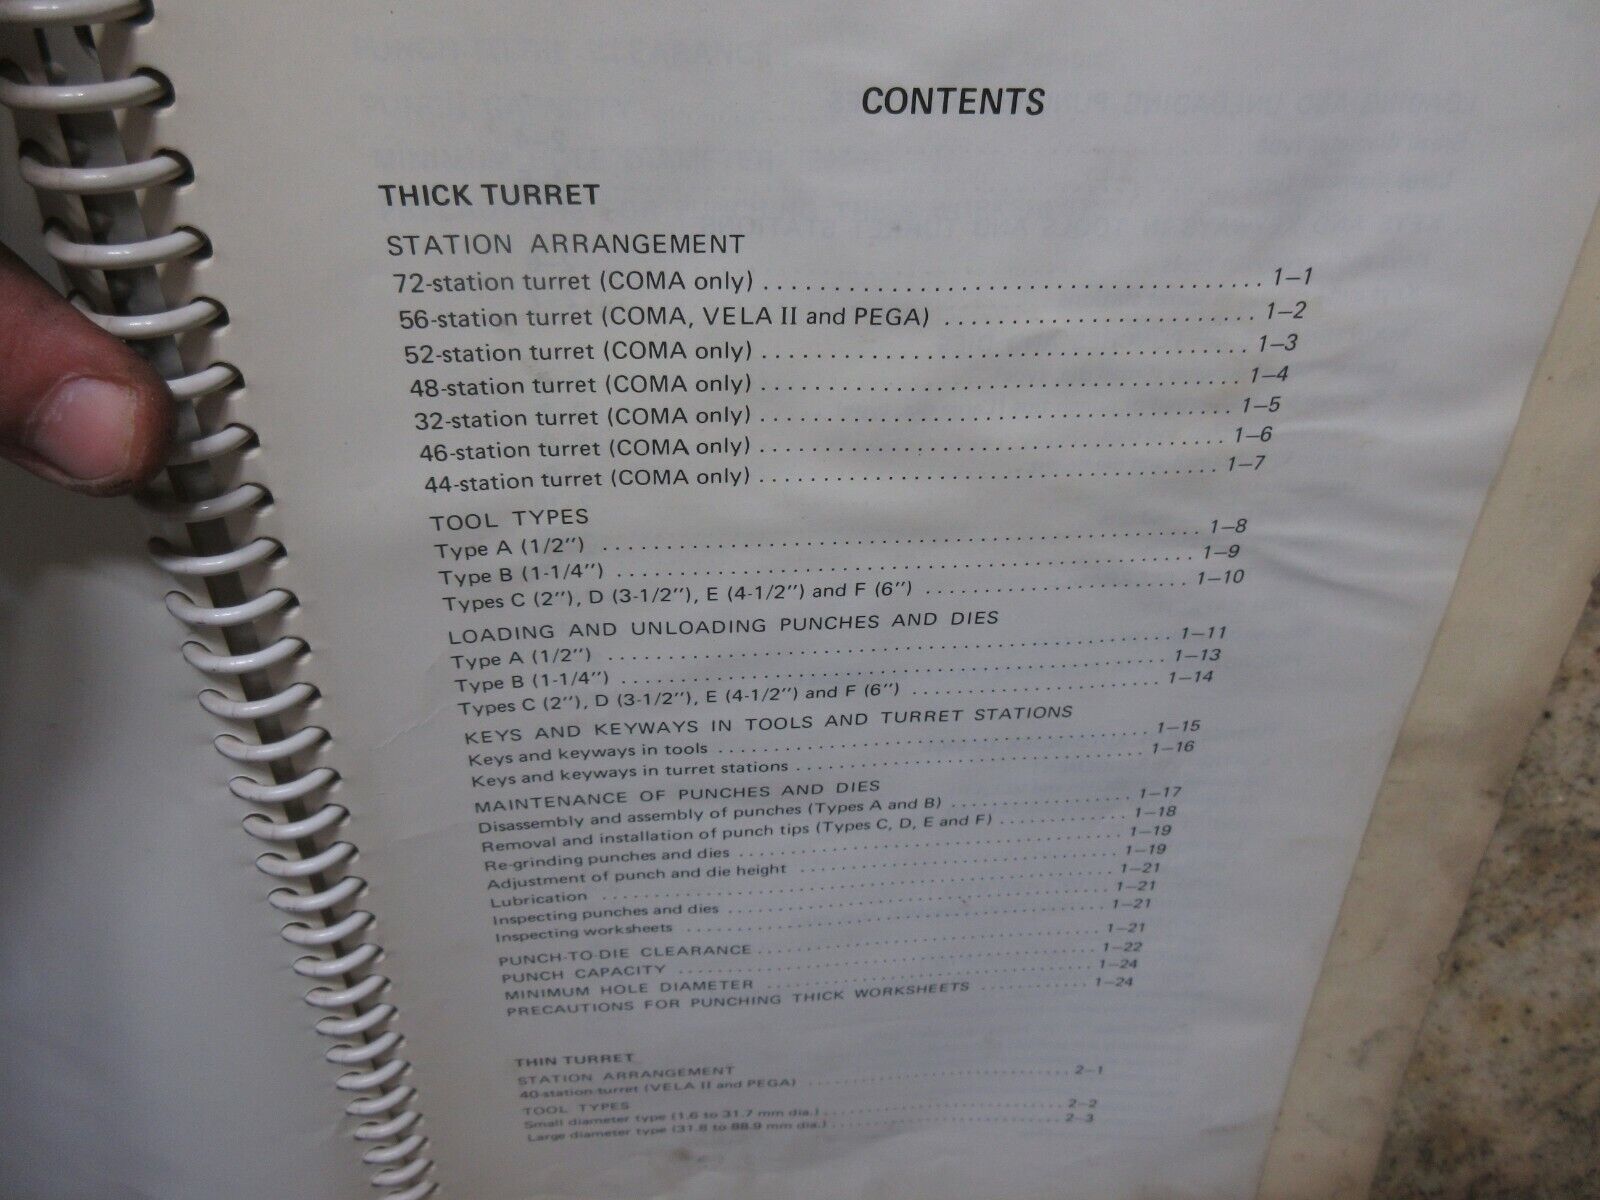 CONTENTS
THICK TURRET
STATION ARRANGEMENT
72-station turret (COMA only) . . . . . . . . . . . . . . . . . . . . . . . . . . . . . . . . . . 1–1
56-station turret (COMA, VELA II and PEGA) . . . . . . . . . . . . . . . . . . . . . . 1–2
52-station turret (COMA only) . . . . . . . . . . . . . . . . . . . . . . . . . . . . . . . . . . 1–3
48-station turret (COMA only) . . . . . . . . . . . . . . . . . . . . . . . . . . . . . . . . . . 1–4
32-station turret (COMA only) . . . . . . . . . . . . . . . . . . . . . . . . . . . . . . . . . . 1–5
46-station turret (COMA only) . . . . . . . . . . . . . . . . . . . . . . . . . . . . . . . . . . 1–6
44-station turret (COMA only) . . . . . . . . . . . . . . . . . . . . . . . . . . . . . . . . . . 1–7
TOOL TYPES
Type A (1/2") . . . . . . . . . . . . . . . . . . . . . . . . . . . . . . . . . . 1–8
Type B (1-1/4") . . . . . . . . . . . . . . . . . . . . . . . . . . . . . . . . . . 1–9
Types C (2"), D (3-1/2"), E (4-1/2") and F (6") . . . . . . . . . . . . . . . . . . . . 1–10
LOADING AND UNLOADING PUNCHES AND DIES
Type A (1/2") . . . . . . . . . . . . . . . . . . . . . . . . . . . . . . . . . . 1–11
Type B (1-1/4") . . . . . . . . . . . . . . . . . . . . . . . . . . . . . . . . . . 1–13
Types C (2"), D (3-1/2"), E (4-1/2") and F (6") . . . . . . . . . . . . . . . . . . . . 1–14
KEYS AND KEYWAYS IN TOOLS AND TURRET STATIONS
Keys and keyways in tools . . . . . . . . . . . . . . . . . . . . . . . . . . . . . . . . . . 1–15
Keys and keyways in turret stations . . . . . . . . . . . . . . . . . . . . . . . . . . . . 1–16
MAINTENANCE OF PUNCHES AND DIES
Disassembly and assembly of punches (Types A and B) . . . . . . . . . . . . . . . . 1–17
Removal and installation of punch tips (Types C, D, E and F) . . . . . . . . . . . . 1–18
Re-grinding punches and dies . . . . . . . . . . . . . . . . . . . . . . . . . . . . . . . . 1–19
Adjustment of punch and die height . . . . . . . . . . . . . . . . . . . . . . . . . . . . 1–19
Lubrication . . . . . . . . . . . . . . . . . . . . . . . . . . . . . . . . . . 1–21
Inspecting punches and dies . . . . . . . . . . . . . . . . . . . . . . . . . . . . . . . . . . 1–21
Inspecting worksheets . . . . . . . . . . . . . . . . . . . . . . . . . . . . . . . . . . 1–21
PUNCH-TO-DIE CLEARANCE . . . . . . . . . . . . . . . . . . . . . . . . . . . . . . . . 1–21
PUNCH CAPACITY . . . . . . . . . . . . . . . . . . . . . . . . . . . . . . . . . . 1–22
MINIMUM HOLE DIAMETER . . . . . . . . . . . . . . . . . . . . . . . . . . . . . . . . 1–24
PRECAUTIONS FOR PUNCHING THICK WORKSHEETS . . . . . . . . . . . . 1–24
THIN TURRET
STATION ARRANGEMENT
40-station turret (VELA II and PEGA) . . . . . . . . . . . . . . . . . . . . . . . . . . 2–1
TOOL TYPES
Small diameter type (1.6 to 31.7 mm dia.) . . . . . . . . . . . . . . . . . . . . . . . . 2–2
Large diameter type (31.8 to 88.9 mm dia.) . . . . . . . . . . . . . . . . . . . . . . . . 2–3